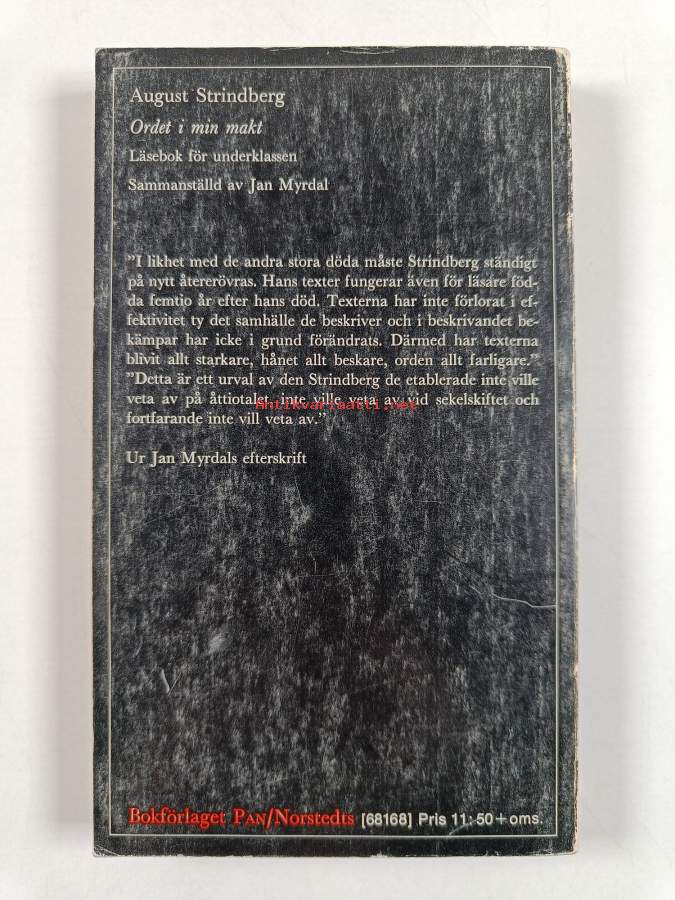 August Strindberg
Ordet i min makt
Läsebok för underklassen
Sammanställd av Jan Myrdal
”I likhet med de andra stora döda måste Strindberg ständigt
på nytt återerövras. Hans texter fungerar även för läsare föd-
da femtio år efter hans död. Texterna har inte förlorat i ef-
fektivitet ty det samhälle de beskriver och i beskrivandet be-
kämpar har icke i grund förändrats. Därmed har texterna
blivit allt starkare, hånet allt beskare, orden allt farligare.”
”Detta är ett urval av den Strindberg de etablerade inte ville
veta av på åttiotalet, inte ville veta av vid sekelskiftet och
fortfarande inte vill veta av.”
Antikvariaatti.net
Ur Jan Myrdals efterskrift
Bokförlaget PAN/Norstedts [68168] Pris 11:50+oms.